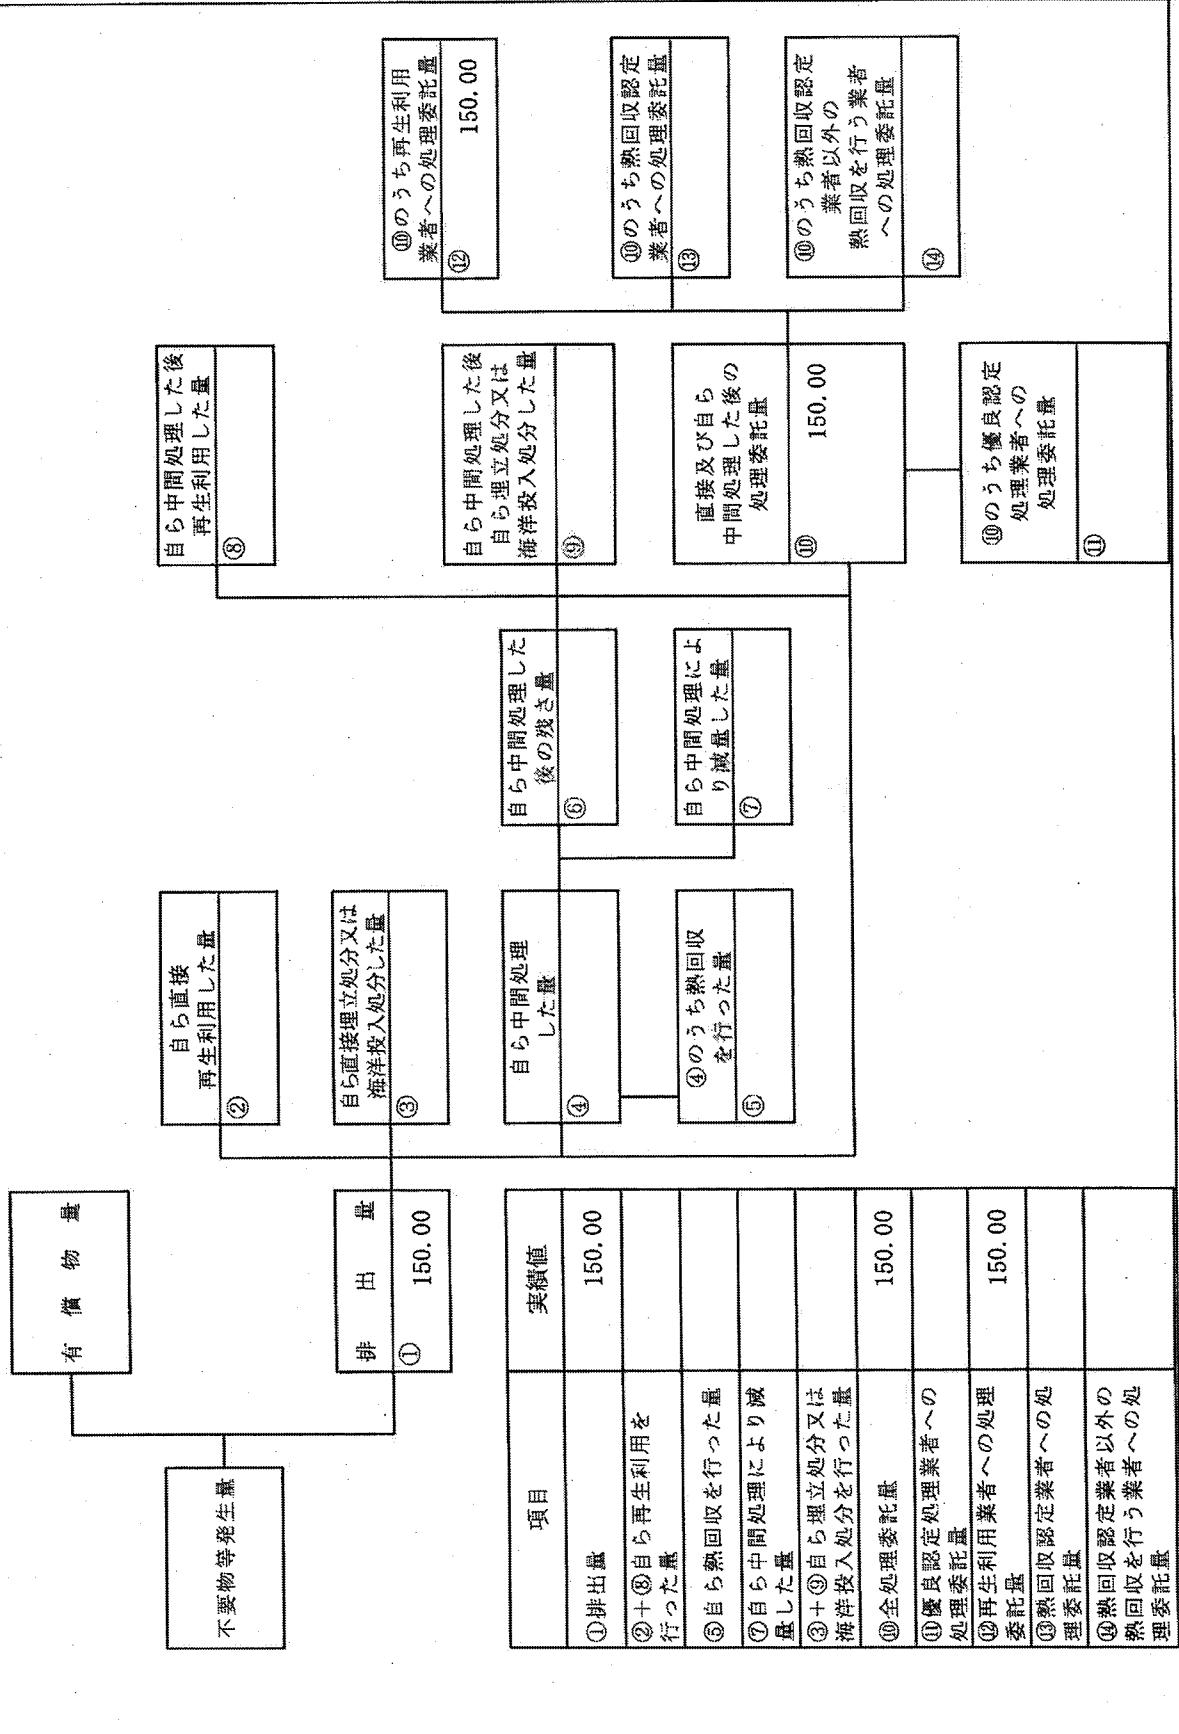 不要物等発生量
有償物量
排出量
① 150.00
自ら直接
再生利用した量
②
自ら直接埋立処分又は
海洋投入処分した量
③
自ら中間処理
した量
④
④のうち熱回収
を行った量
⑤
自ら中間処理した
後の残さ量
⑥
自ら中間処理によ
り減量した量
⑦
自ら中間処理した後
再生利用した量
⑧
自ら中間処理した後
自ら埋立処分又は
海洋投入処分した量
⑨
直接及び自ら
中間処理した後の
処理委託量
⑩ 150.00
⑩のうち優良認定
処理業者への
処理委託量
⑪
⑩のうち再生利用
業者への処理委託量
⑫ 150.00
⑩のうち熱回収認定
業者への処理委託量
⑬
⑩のうち熱回収認定
業者以外の
熱回収を行う業者
への処理委託量
⑭
項目 実績値
①排出量 150.00
②+⑧自ら再生利用を
行った量
⑤自ら熱回収を行った量
⑦自ら中間処理により減
量した量
③+⑨自ら埋立処分又は
海洋投入処分を行った量
⑩全処理委託量 150.00
⑪優良認定処理業者への
処理委託量
⑫再生利用業者への処理
委託量 150.00
⑬熱回収認定業者への処
理委託量
⑭熱回収認定業者以外の
熱回収を行う業者への処
理委託量